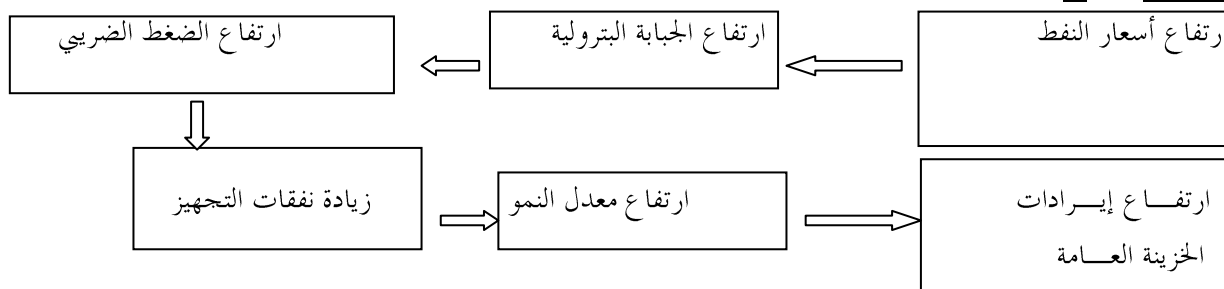 رتفاع أسعار النفط
ارتفاع الجباية البترولية
ارتفاع الضغط الضريبي
زيادة نفقات التجهيز
ارتفاع معدل النمو
ارتفـــاع إيـــرادات
الخزينة العـــامة